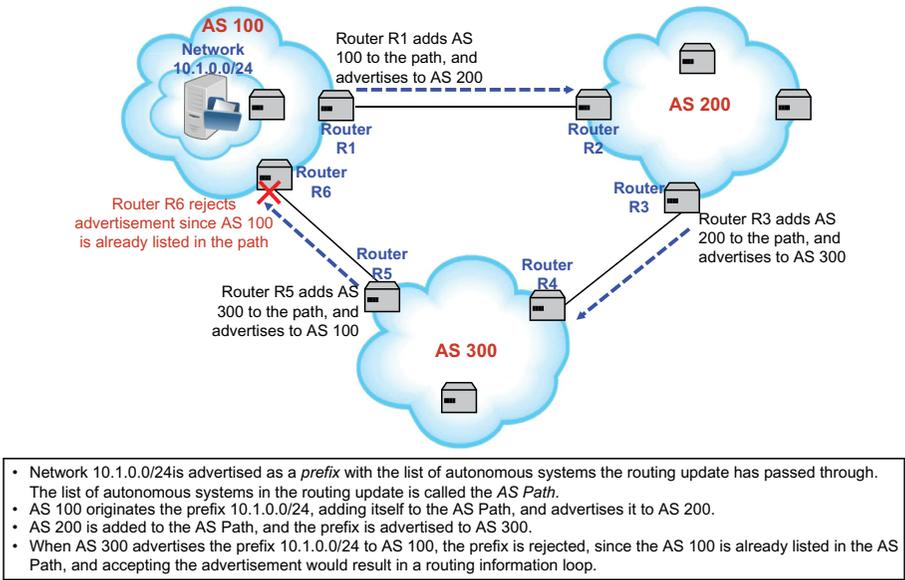 AS 100
Network
10.1.0.0/24
Router R1 adds AS
100 to the path, and
advertises to AS 200
Router
R1
Router
R2
AS 200
Router
R6
Router R6 rejects
advertisement since AS 100
is already listed in the path
Router
R3
Router R3 adds AS
200 to the path, and
advertises to AS 300
Router
R5
Router
R4
Router R5 adds AS
300 to the path, and
advertises to AS 100
AS 300
• Network 10.1.0.0/24is advertised as a prefix with the list of autonomous systems the routing update has passed through.
The list of autonomous systems in the routing update is called the AS Path.
• AS 100 originates the prefix 10.1.0.0/24, adding itself to the AS Path, and advertises it to AS 200.
• AS 200 is added to the AS Path, and the prefix is advertised to AS 300.
• When AS 300 advertises the prefix 10.1.0.0/24 to AS 100, the prefix is rejected, since the AS 100 is already listed in the AS
Path, and accepting the advertisement would result in a routing information loop.